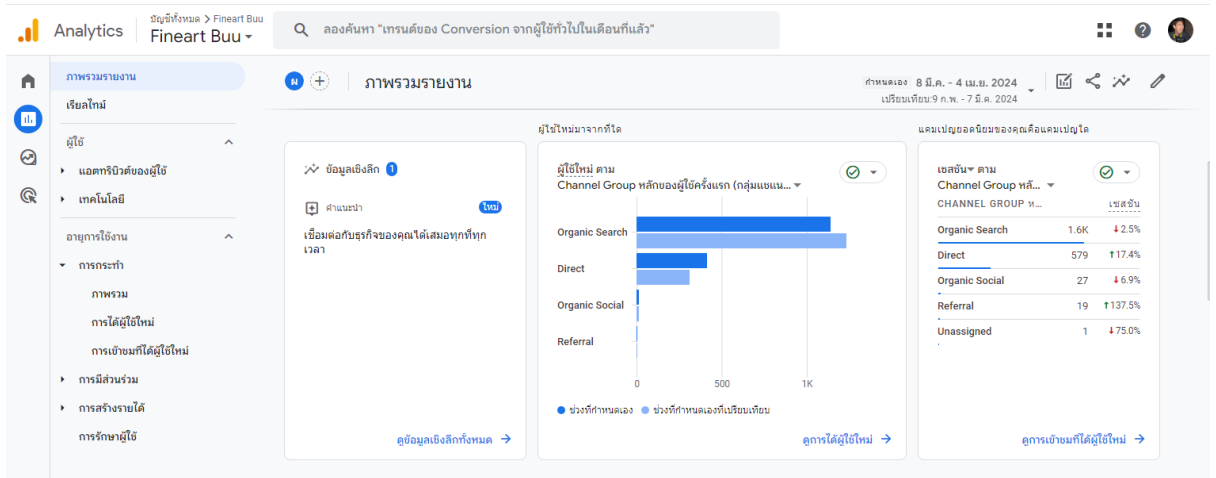 Analytics
บัญชีทั้งหมด > Fineart Buu
Fineart Buu
ลองค้นหา "เทรนด์ของ Conversion จากผู้ใช้ทั่วไปในเดือนที่แล้ว"
ภาพรวมรายงาน
เรียลไทม์
ผู้ใช้
แอตทริบิวต์ของผู้ใช้
เทคโนโลยี
อายุการใช้งาน
การกระทำ
ภาพรวม
การได้ผู้ใช้ใหม่
การเข้าชมที่ได้ผู้ใช้ใหม่
การมีส่วนร่วม
การสร้างรายได้
การรักษาผู้ใช้
ผ
ภาพรวมรายงาน
กำหนดเอง 8 มี.ค. - 4 เม.ย. 2024
เปรียบเทียบ:9 ก.พ. - 7 มี.ค. 2024
ข้อมูลเชิงลึก 1
คำแนะนำ ใหม่
เชื่อมต่อกับธุรกิจของคุณได้เสมอทุกที่ทุก
เวลา
ดูข้อมูลเชิงลึกทั้งหมด
ผู้ใช้ใหม่มาจากที่ใด
ผู้ใช้ใหม่ ตาม
Channel Group หลักของผู้ใช้ครั้งแรก (กลุ่มแชแน...
Organic Search
Direct
Organic Social
Referral
0 500 1K
ช่วงที่กำหนดเอง ช่วงที่กำหนดเองที่เปรียบเทียบ
ดูการได้ผู้ใช้ใหม่
แคมเปญยอดนิยมของคุณคือแคมเปญใด
เซสชัน ตาม
Channel Group หลั...
CHANNEL GROUP ห... เซสชัน
Organic Search 1.6K ↓2.5%
Direct 579 ↑17.4%
Organic Social 27 ↓6.9%
Referral 19 ↑137.5%
Unassigned 1 ↓75.0%
ดูการเข้าชมที่ได้ผู้ใช้ใหม่